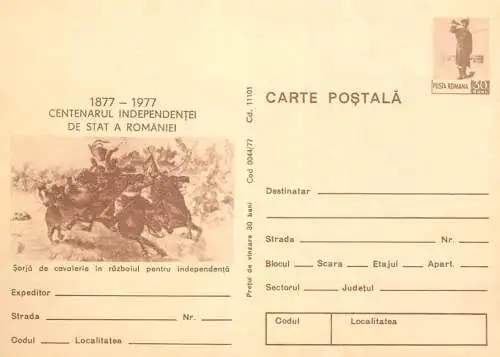 1877 – 1977
CENTENARUL INDEPENDENȚEI
DE STAT A ROMÂNIEI
Șorjă de cavalerie în războiul pentru independență
Expeditor
Strada Nr.
Codul Localitatea
Prețul de vînzare 30 bani Cod 0044/77 Cd. 11101
CARTE POȘTALĂ
POSTA ROMANA 30
Destinatar
Strada Nr.
Blocul Scara Etajul Apart.
Sectorul Județul
Codul Localitatea